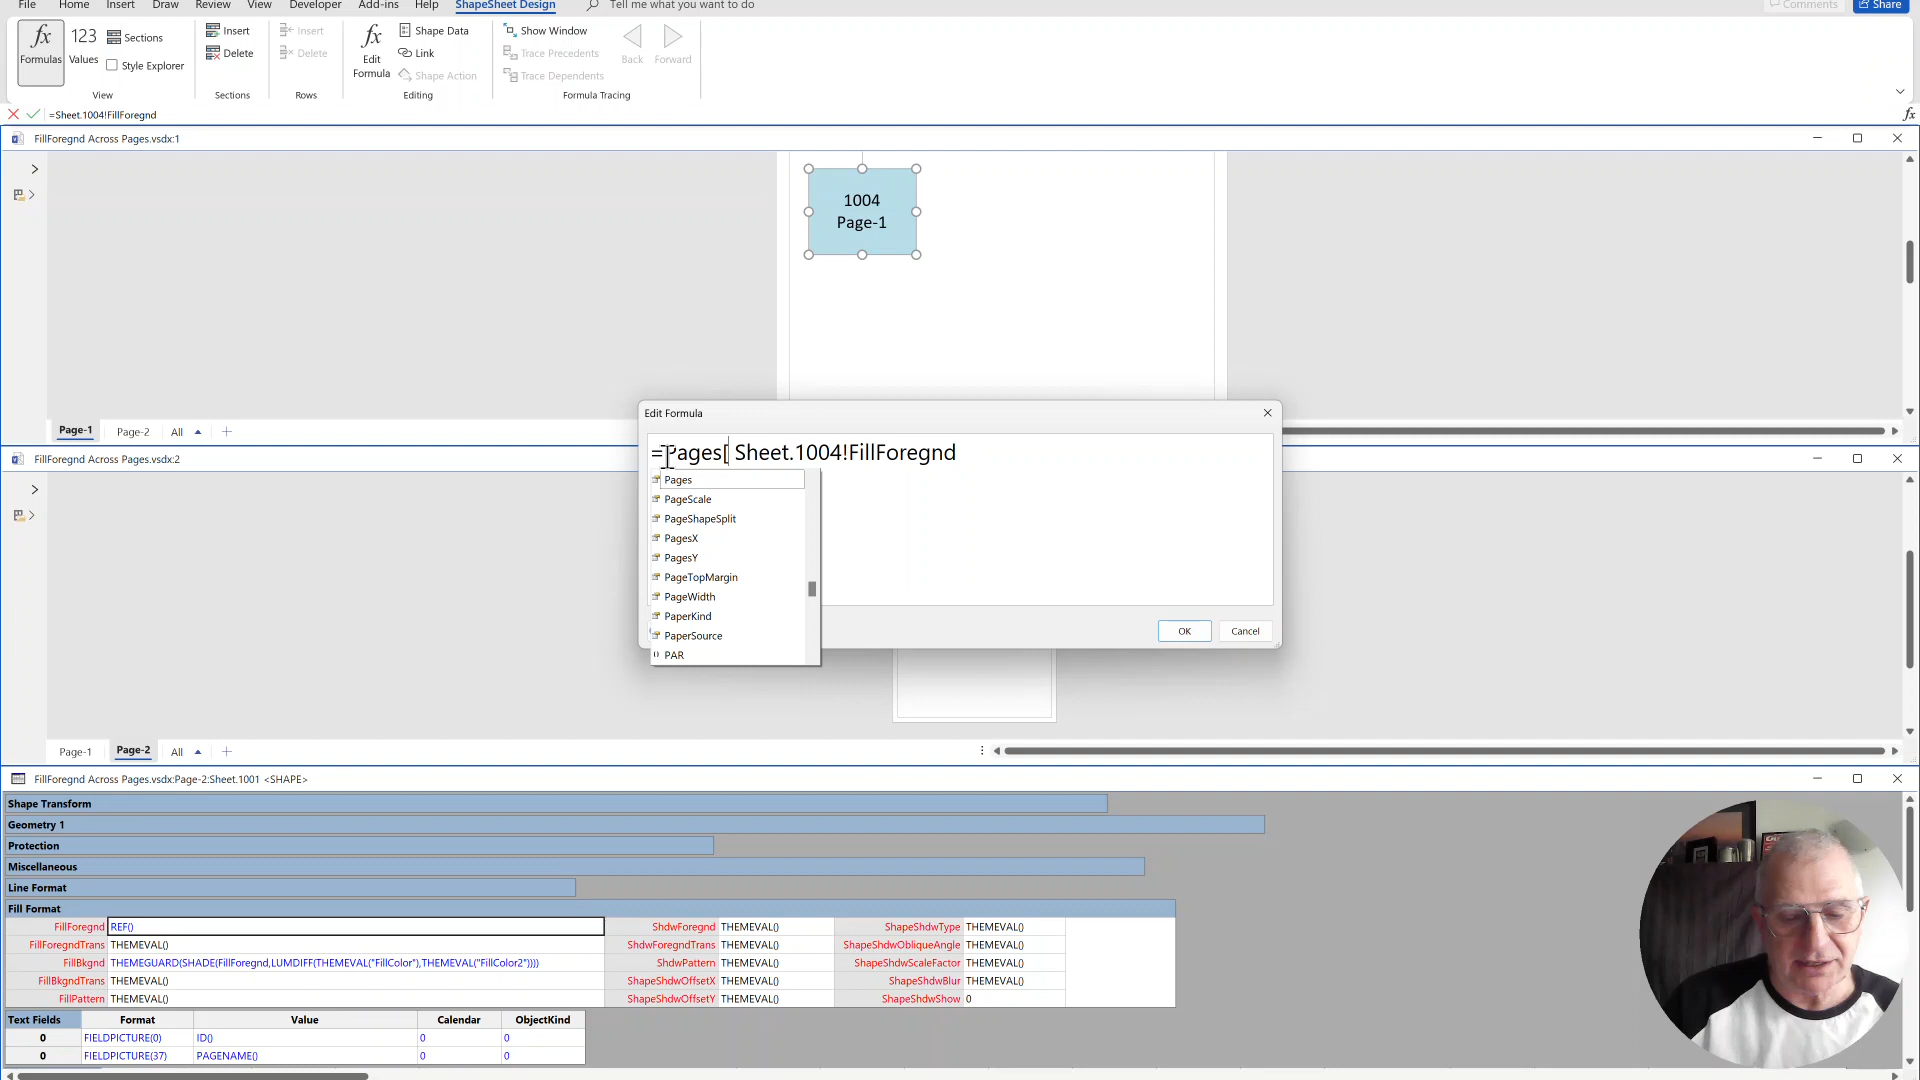 File Home Insert Draw Review View Developer Add-ins Help ShapeSheet Design Tell me what you want to do Comments Share
fx Formulas
123 Values
Sections
Style Explorer
View
Insert
Delete
Sections
Insert
Delete
Rows
fx Edit Formula
Shape Data
Link
Shape Action
Editing
Show Window
Trace Precedents
Trace Dependents
Back
Forward
Formula Tracing
=Sheet.1004!FillForegnd
fx
FillForegnd Across Pages.vsdx:1
1004
Page-1
Page-1 Page-2 All
FillForegnd Across Pages.vsdx:2
Edit Formula
=Pages[ Sheet.1004!FillForegnd
Pages
PageScale
PageShapeSplit
PagesX
PagesY
PageTopMargin
PageWidth
PaperKind
PaperSource
PAR
OK Cancel
Page-1 Page-2 All
FillForegnd Across Pages.vsdx:Page-2:Sheet.1001 <SHAPE>
Shape Transform
Geometry 1
Protection
Miscellaneous
Line Format
Fill Format
FillForegnd REF() ShdwForegnd THEMEVAL() ShapeShdwType THEMEVAL()
FillForegndTrans THEMEVAL() ShdwForegndTrans THEMEVAL() ShapeShdwObliqueAngle THEMEVAL()
FillBkgnd THEMEGUARD(SHADE(FillForegnd,LUMDIFF(THEMEVAL("FillColor"),THEMEVAL("FillColor2")))) ShdwPattern THEMEVAL() ShapeShdwScaleFactor THEMEVAL()
FillBkgndTrans THEMEVAL() ShapeShdwOffsetX THEMEVAL() ShapeShdwBlur THEMEVAL()
FillPattern THEMEVAL() ShapeShdwOffsetY THEMEVAL() ShapeShdwShow 0
Text Fields Format Value Calendar ObjectKind
0 FIELDPICTURE(0) ID() 0 0
0 FIELDPICTURE(37) PAGENAME() 0 0